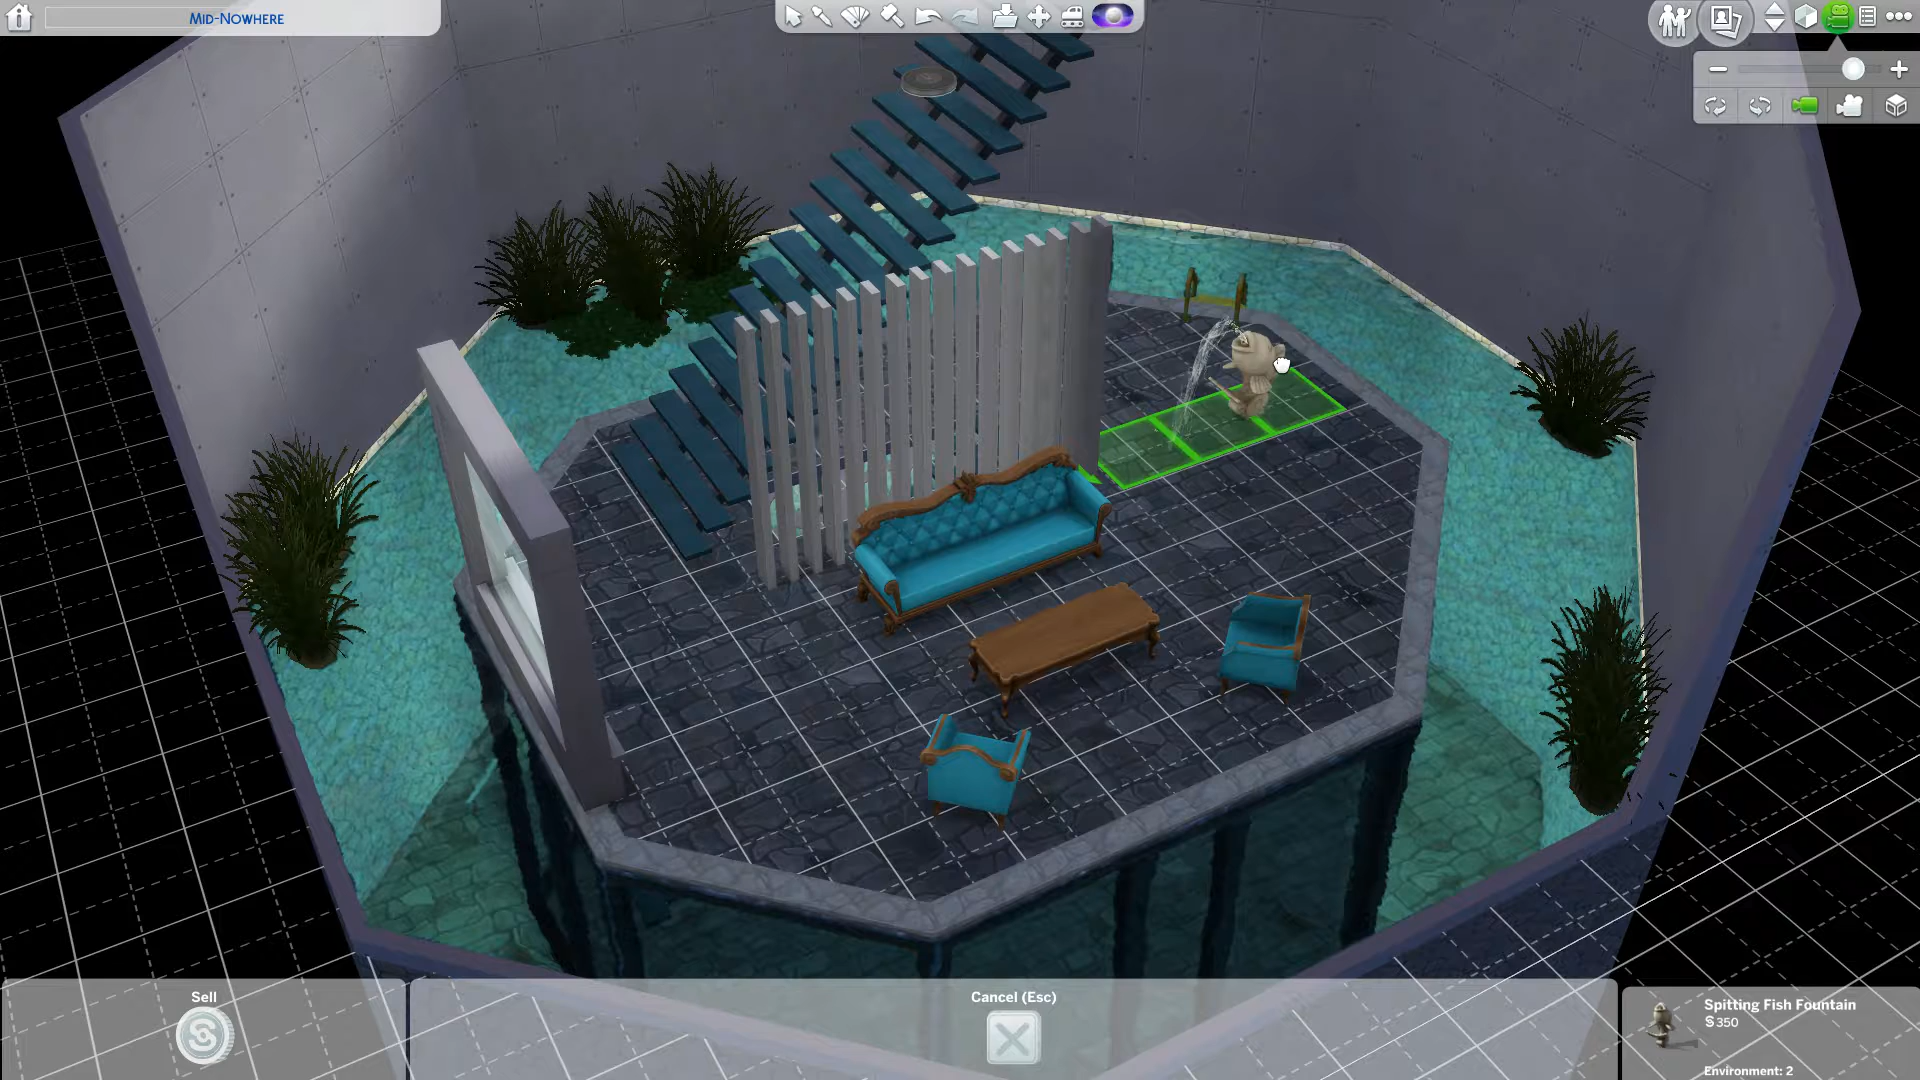 Mid-Nowhere
Sell
Cancel (Esc)
Spitting Fish Fountain
§350
Environment: 2